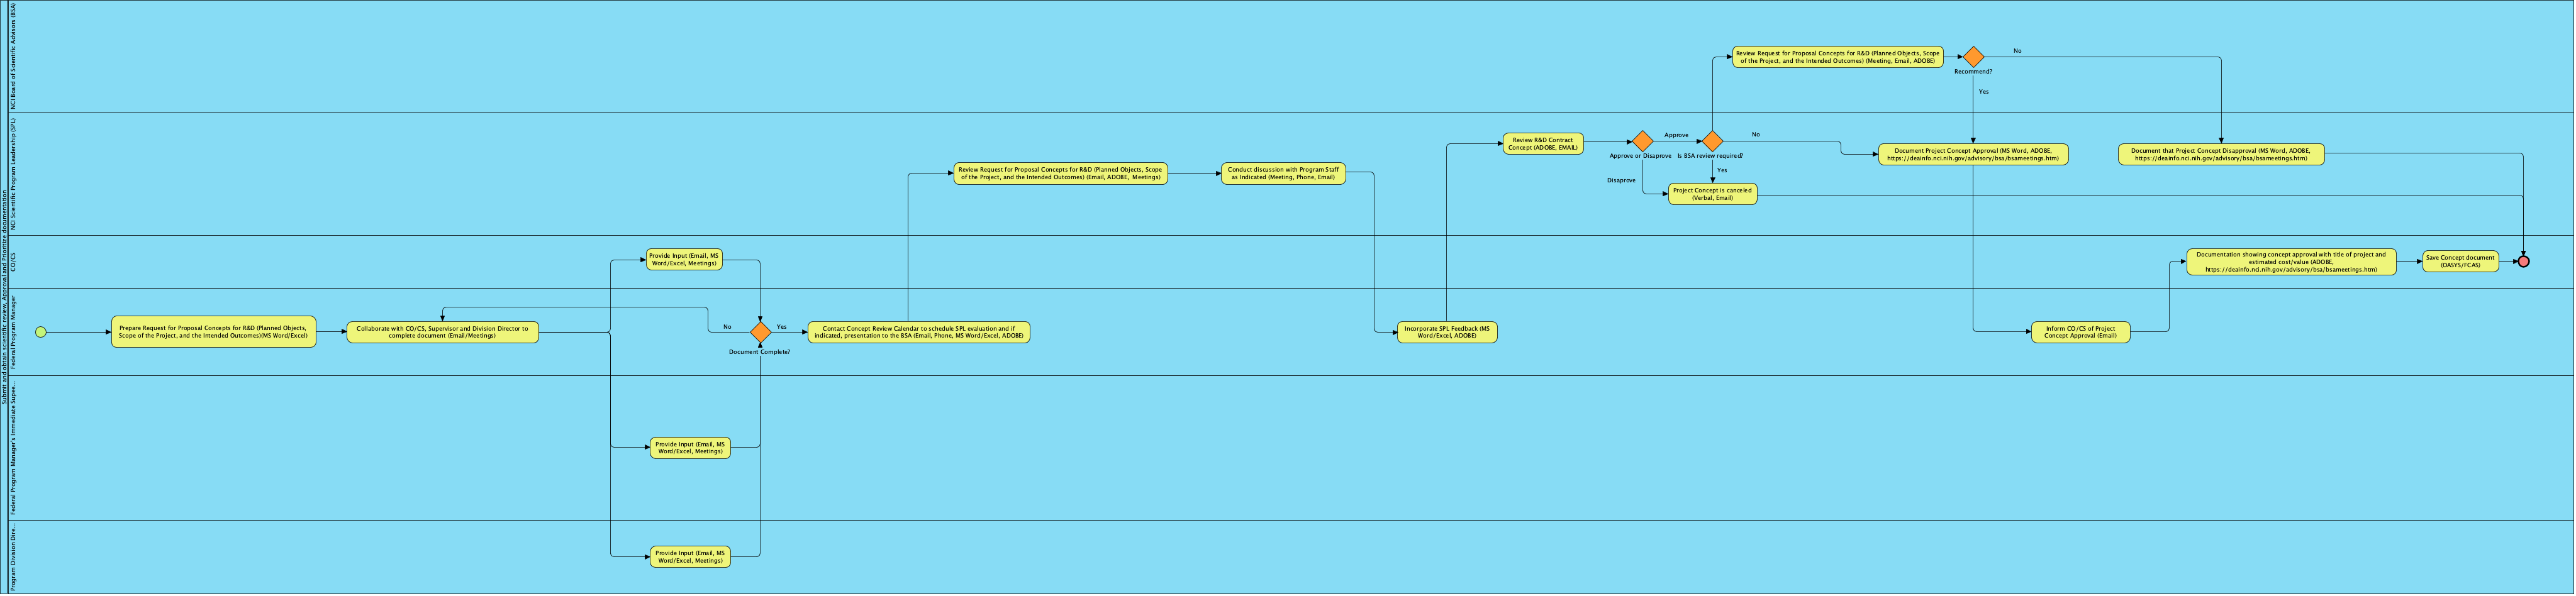 Submit and obtain scientific review, Approval and Prioritize documentation
NCI Board of Scientific Advisors (BSA)
Review Request for Proposal Concepts for R&D (Planned Objects, Scope
of the Project, and the Intended Outcomes) (Meeting, Email, ADOBE)
Recommend?
No
Yes
NCI Scientific Program Leadership (SPL)
Review Request for Proposal Concepts for R&D (Planned Objects, Scope
of the Project, and the Intended Outcomes) (Email, ADOBE, Meetings)
Conduct discussion with Program Staff
as Indicated (Meeting, Phone, Email)
Review R&D Contract
Concept (ADOBE, EMAIL)
Approve or Disaprove
Approve
Disaprove
Is BSA review required?
No
Yes
Project Concept is canceled
(Verbal, Email)
Document Project Concept Approval (MS Word, ADOBE,
https://deainfo.nci.nih.gov/advisory/bsa/bsameetings.htm)
Document that Project Concept Disapproval (MS Word, ADOBE,
https://deainfo.nci.nih.gov/advisory/bsa/bsameetings.htm)
CO/CS
Provide Input (Email, MS
Word/Excel, Meetings)
Documentation showing concept approval with title of project and
estimated cost/value (ADOBE,
https://deainfo.nci.nih.gov/advisory/bsa/bsameetings.htm)
Save Concept document
(OASYS/FCAS)
Federal Program Manager
Prepare Request for Proposal Concepts for R&D (Planned Objects,
Scope of the Project, and the Intended Outcomes)(MS Word/Excel)
Collaborate with CO/CS, Supervisor and Division Director to
complete document (Email/Meetings)
No
Yes
Document Complete?
Contact Concept Review Calendar to schedule SPL evaluation and if
indicated, presentation to the BSA (Email, Phone, MS Word/Excel, ADOBE)
Incorporate SPL Feedback (MS
Word/Excel, ADOBE)
Inform CO/CS of Project
Concept Approval (Email)
Federal Program Manager's Immediate Supee...
Provide Input (Email, MS
Word/Excel, Meetings)
Program Division Dire...
Provide Input (Email, MS
Word/Excel, Meetings)